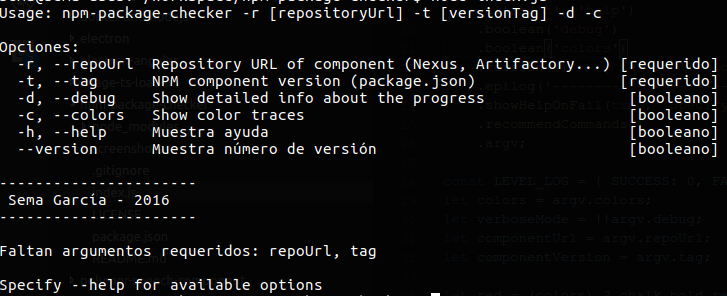 Usage: npm-package-checker -r [repositoryUrl] -t [versionTag] -d -c
Opciones:
-r, --repoUrl Repository URL of component (Nexus, Artifactory...) [requerido]
-t, --tag NPM component version (package.json) [requerido]
-d, --debug Show detailed info about the progress [booleano]
-c, --colors Show color traces [booleano]
-h, --help Muestra ayuda [booleano]
--version Muestra número de versión [booleano]
-----------------------
Sema García - 2016
-----------------------
Faltan argumentos requeridos: repoUrl, tag
Specify --help for available options